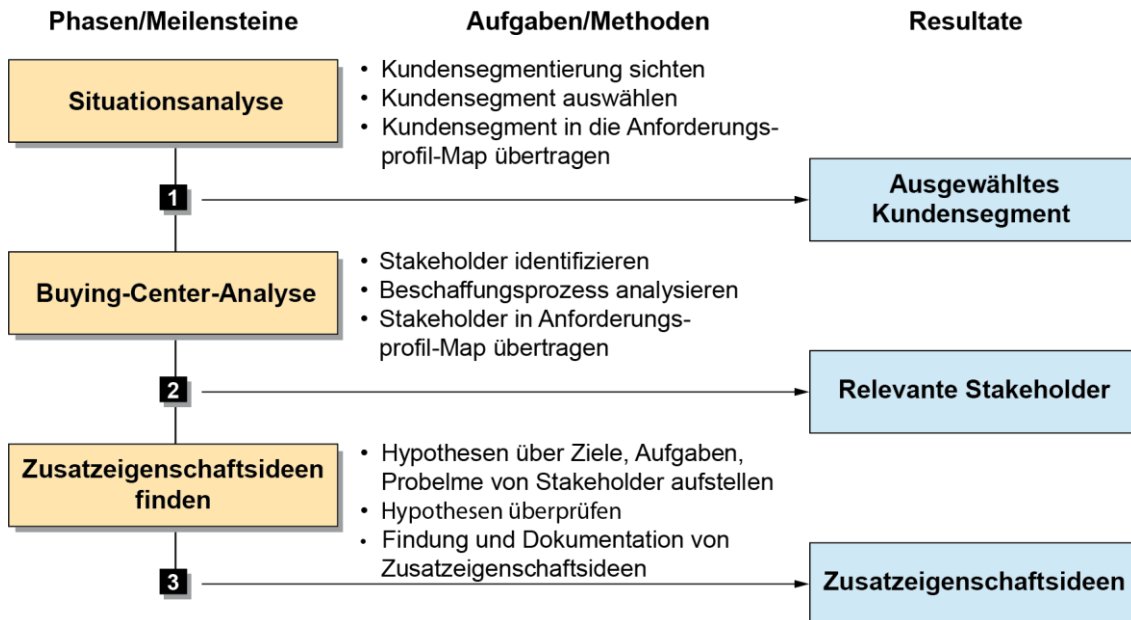 Phasen/Meilensteine
Aufgaben/Methoden
Resultate
Situationsanalyse
• Kundensegmentierung sichten
• Kundensegment auswählen
• Kundensegment in die Anforderungs-
profil-Map übertragen
1
Ausgewähltes
Kundensegment
Buying-Center-Analyse
• Stakeholder identifizieren
• Beschaffungsprozess analysieren
• Stakeholder in Anforderungs-
profil-Map übertragen
2
Relevante Stakeholder
Zusatzeigenschaftsideen
finden
• Hypothesen über Ziele, Aufgaben,
Probelme von Stakeholder aufstellen
• Hypothesen überprüfen
• Findung und Dokumentation von
Zusatzeigenschaftsideen
3
Zusatzeigenschaftsideen